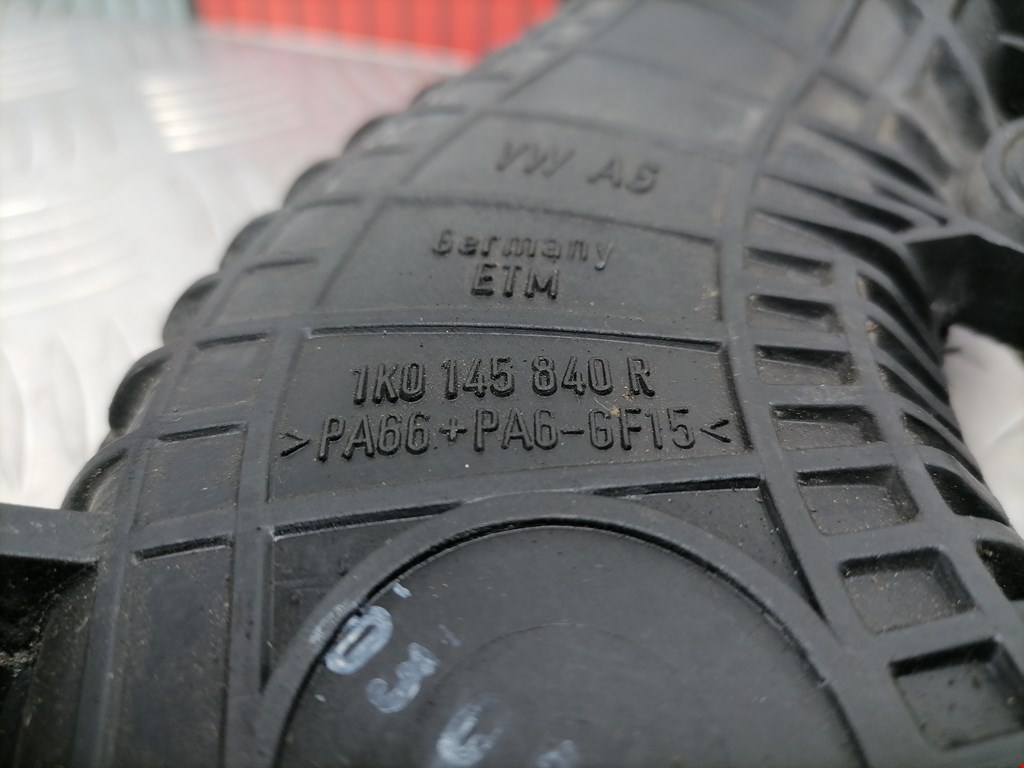 VW AG
Germany
ETM
1K0 145 840 R
>PA66+PA6-GF15<